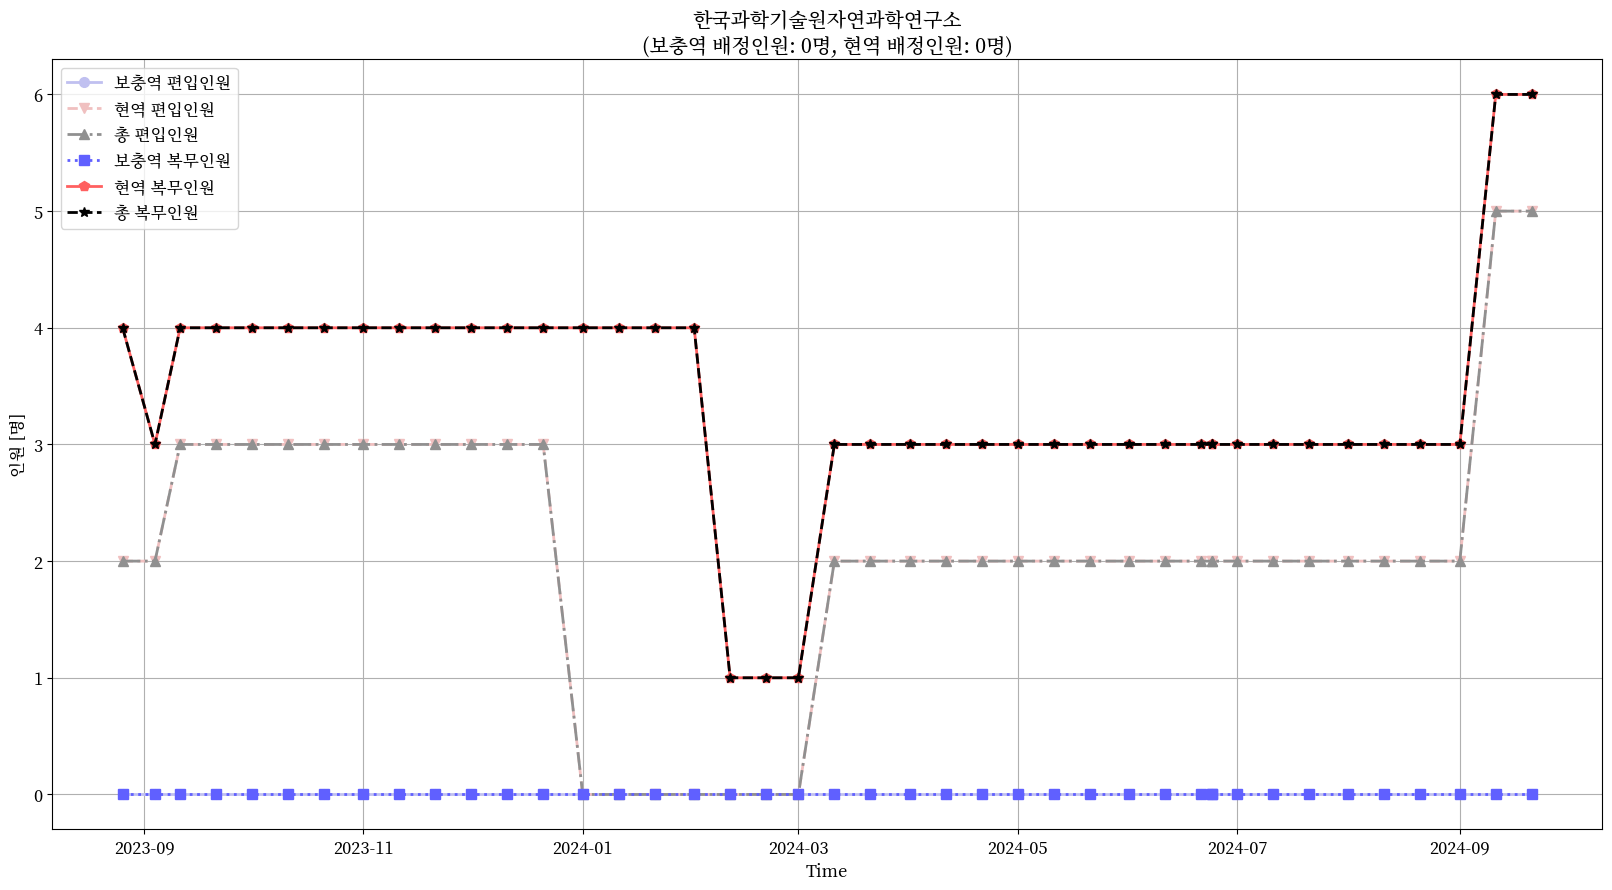 한국과학기술원자연과학연구소
(보충역 배정인원: 0명, 현역 배정인원: 0명)
보충역 편입인원
현역 편입인원
총 편입인원
보충역 복무인원
현역 복무인원
총 복무인원
6
5
4
3
2
1
0
인원 [명]
2023-09
2023-11
2024-01
2024-03
2024-05
2024-07
2024-09
Time